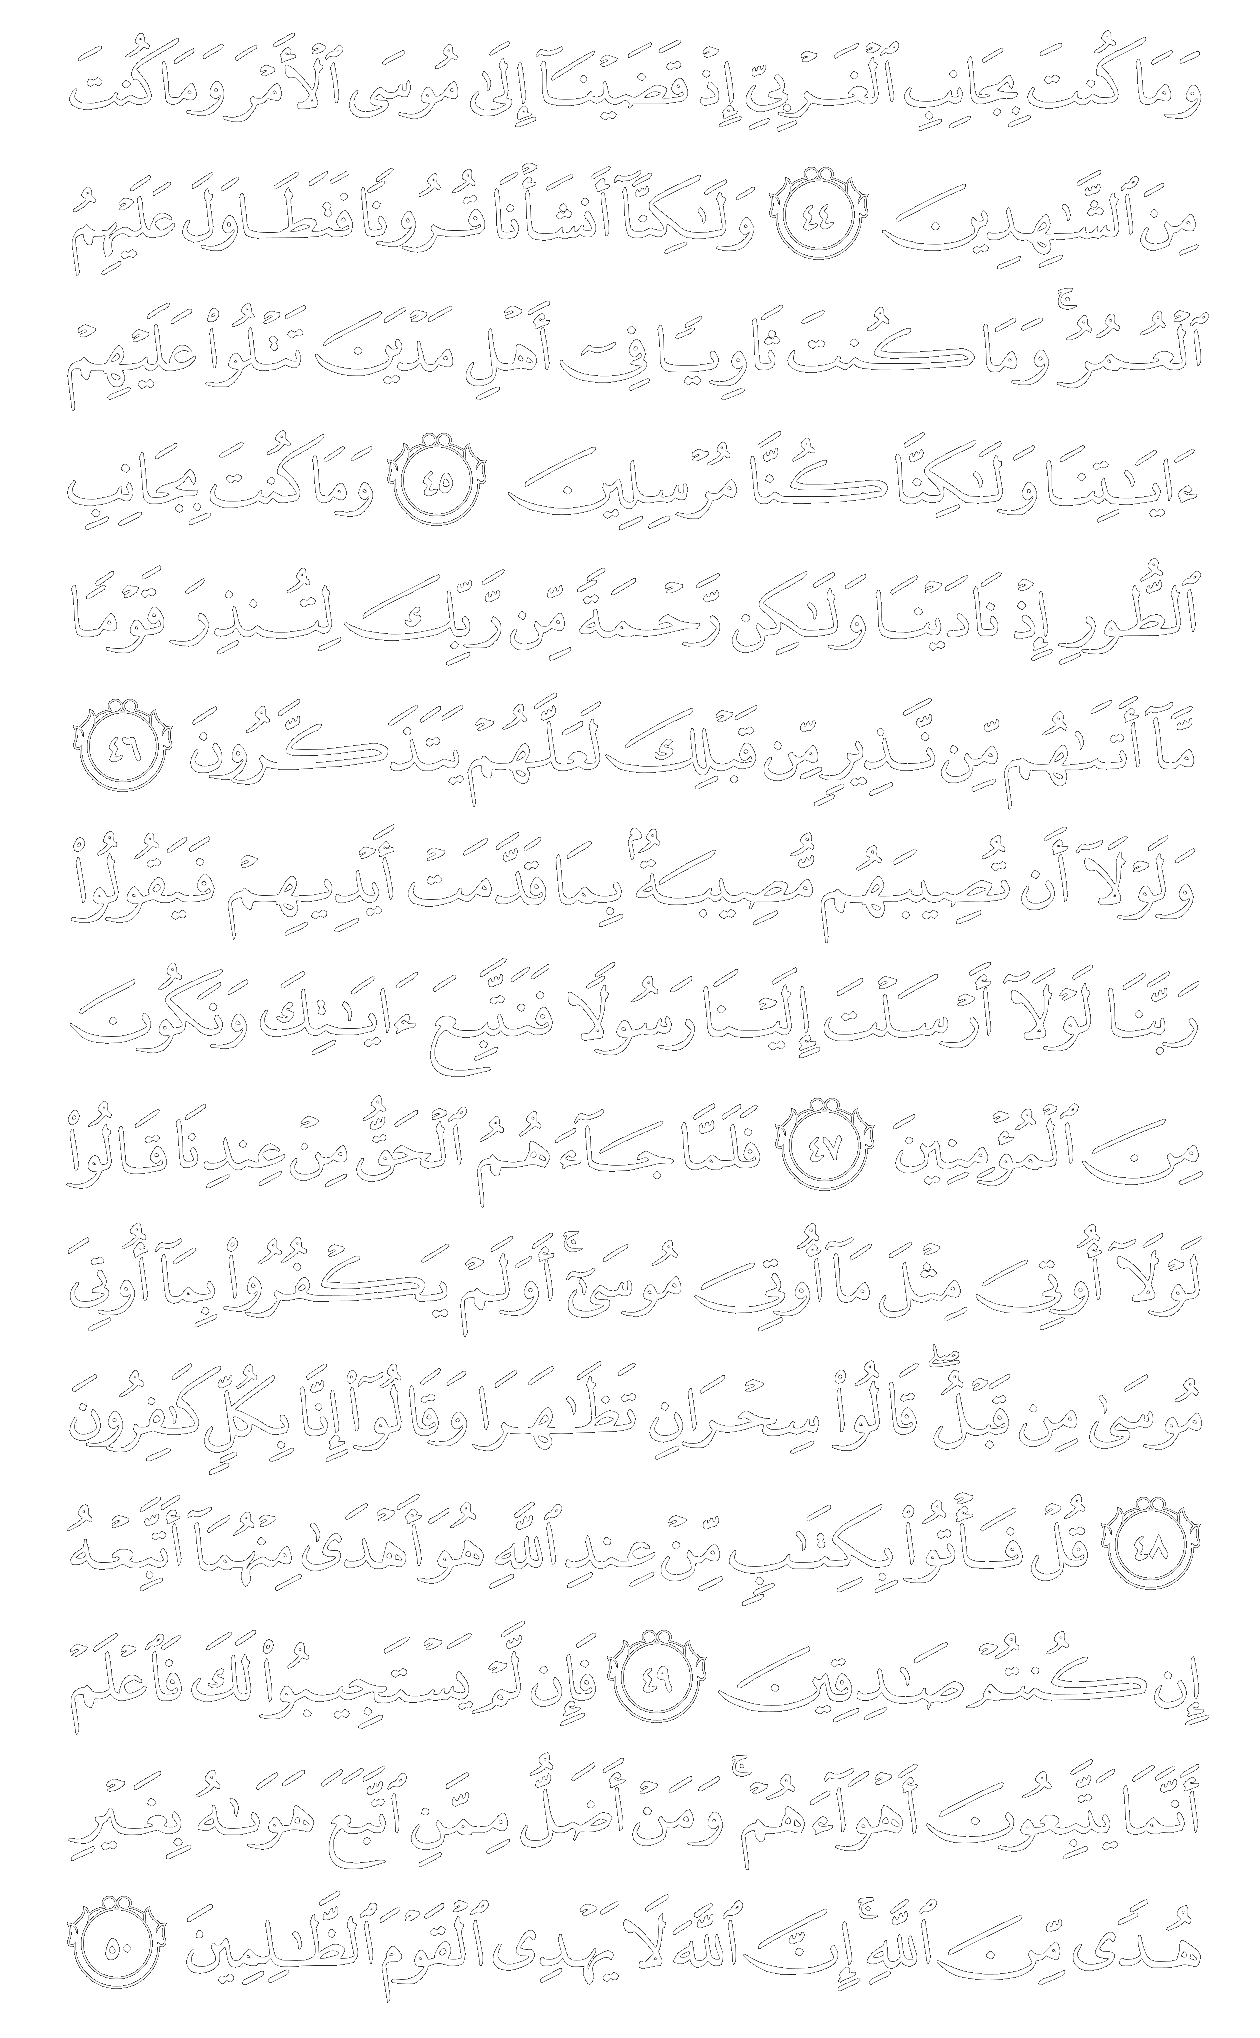 وَمَا كُنتَ بِجَانِبِ ٱلْغَرْبِىِّ إِذْ قَضَيْنَآ إِلَىٰ مُوسَى ٱلْأَمْرَ وَمَا كُنتَ
مِنَ ٱلشَّٰهِدِينَ ٤٤ وَلَٰكِنَّآ أَنشَأْنَا قُرُونًا فَتَطَاوَلَ عَلَيْهِمُ
ٱلْعُمُرُ ۚ وَمَا كُنتَ ثَاوِيًا فِىٓ أَهْلِ مَدْيَنَ تَتْلُوا۟ عَلَيْهِمْ
ءَايَٰتِنَا وَلَٰكِنَّا كُنَّا مُرْسِلِينَ ٤٥ وَمَا كُنتَ بِجَانِبِ
ٱلطُّورِ إِذْ نَادَيْنَا وَلَٰكِن رَّحْمَةً مِّن رَّبِّكَ لِتُنذِرَ قَوْمًا
مَّآ أَتَىٰهُم مِّن نَّذِيرٍ مِّن قَبْلِكَ لَعَلَّهُمْ يَتَذَكَّرُونَ ٤٦
وَلَوْلَآ أَن تُصِيبَهُم مُّصِيبَةٌۢ بِمَا قَدَّمَتْ أَيْدِيهِمْ فَيَقُولُوا۟
رَبَّنَا لَوْلَآ أَرْسَلْتَ إِلَيْنَا رَسُولًا فَنَتَّبِعَ ءَايَٰتِكَ وَنَكُونَ
مِنَ ٱلْمُؤْمِنِينَ ٤٧ فَلَمَّا جَآءَهُمُ ٱلْحَقُّ مِنْ عِندِنَا قَالُوا۟
لَوْلَآ أُوتِىَ مِثْلَ مَآ أُوتِىَ مُوسَىٰٓ ۚ أَوَلَمْ يَكْفُرُوا۟ بِمَآ أُوتِىَ
مُوسَىٰ مِن قَبْلُ ۖ قَالُوا۟ سِحْرَانِ تَظَٰهَرَا وَقَالُوٓا۟ إِنَّا بِكُلٍّ كَٰفِرُونَ
٤٨ قُلْ فَأْتُوا۟ بِكِتَٰبٍ مِّنْ عِندِ ٱللَّهِ هُوَ أَهْدَىٰ مِنْهُمَآ أَتَّبِعْهُ
إِن كُنتُمْ صَٰدِقِينَ ٤٩ فَإِن لَّمْ يَسْتَجِيبُوا۟ لَكَ فَٱعْلَمْ
أَنَّمَا يَتَّبِعُونَ أَهْوَآءَهُمْ ۚ وَمَنْ أَضَلُّ مِمَّنِ ٱتَّبَعَ هَوَىٰهُ بِغَيْرِ
هُدًى مِّنَ ٱللَّهِ ۚ إِنَّ ٱللَّهَ لَا يَهْدِى ٱلْقَوْمَ ٱلظَّٰلِمِينَ ٥٠